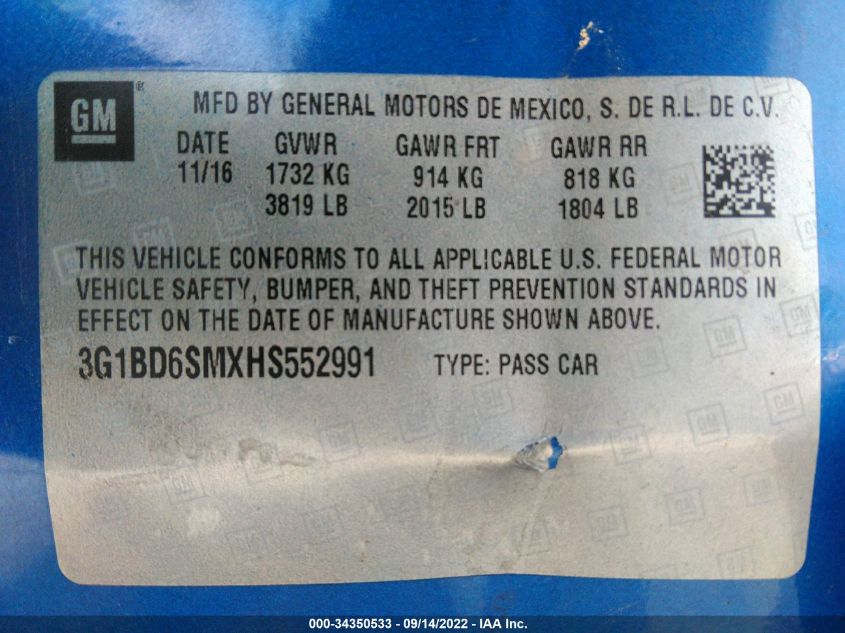 GM
MFD BY GENERAL MOTORS DE MEXICO, S. DE R.L. DE C.V.
DATE GVWR GAWR FRT GAWR RR
11/16 1732 KG 914 KG 818 KG
3819 LB 2015 LB 1804 LB
THIS VEHICLE CONFORMS TO ALL APPLICABLE U.S. FEDERAL MOTOR
VEHICLE SAFETY, BUMPER, AND THEFT PREVENTION STANDARDS IN
EFFECT ON THE DATE OF MANUFACTURE SHOWN ABOVE.
3G1BD6SMXHS552991 TYPE: PASS CAR
000-34350533 - 09/14/2022 - IAA Inc.